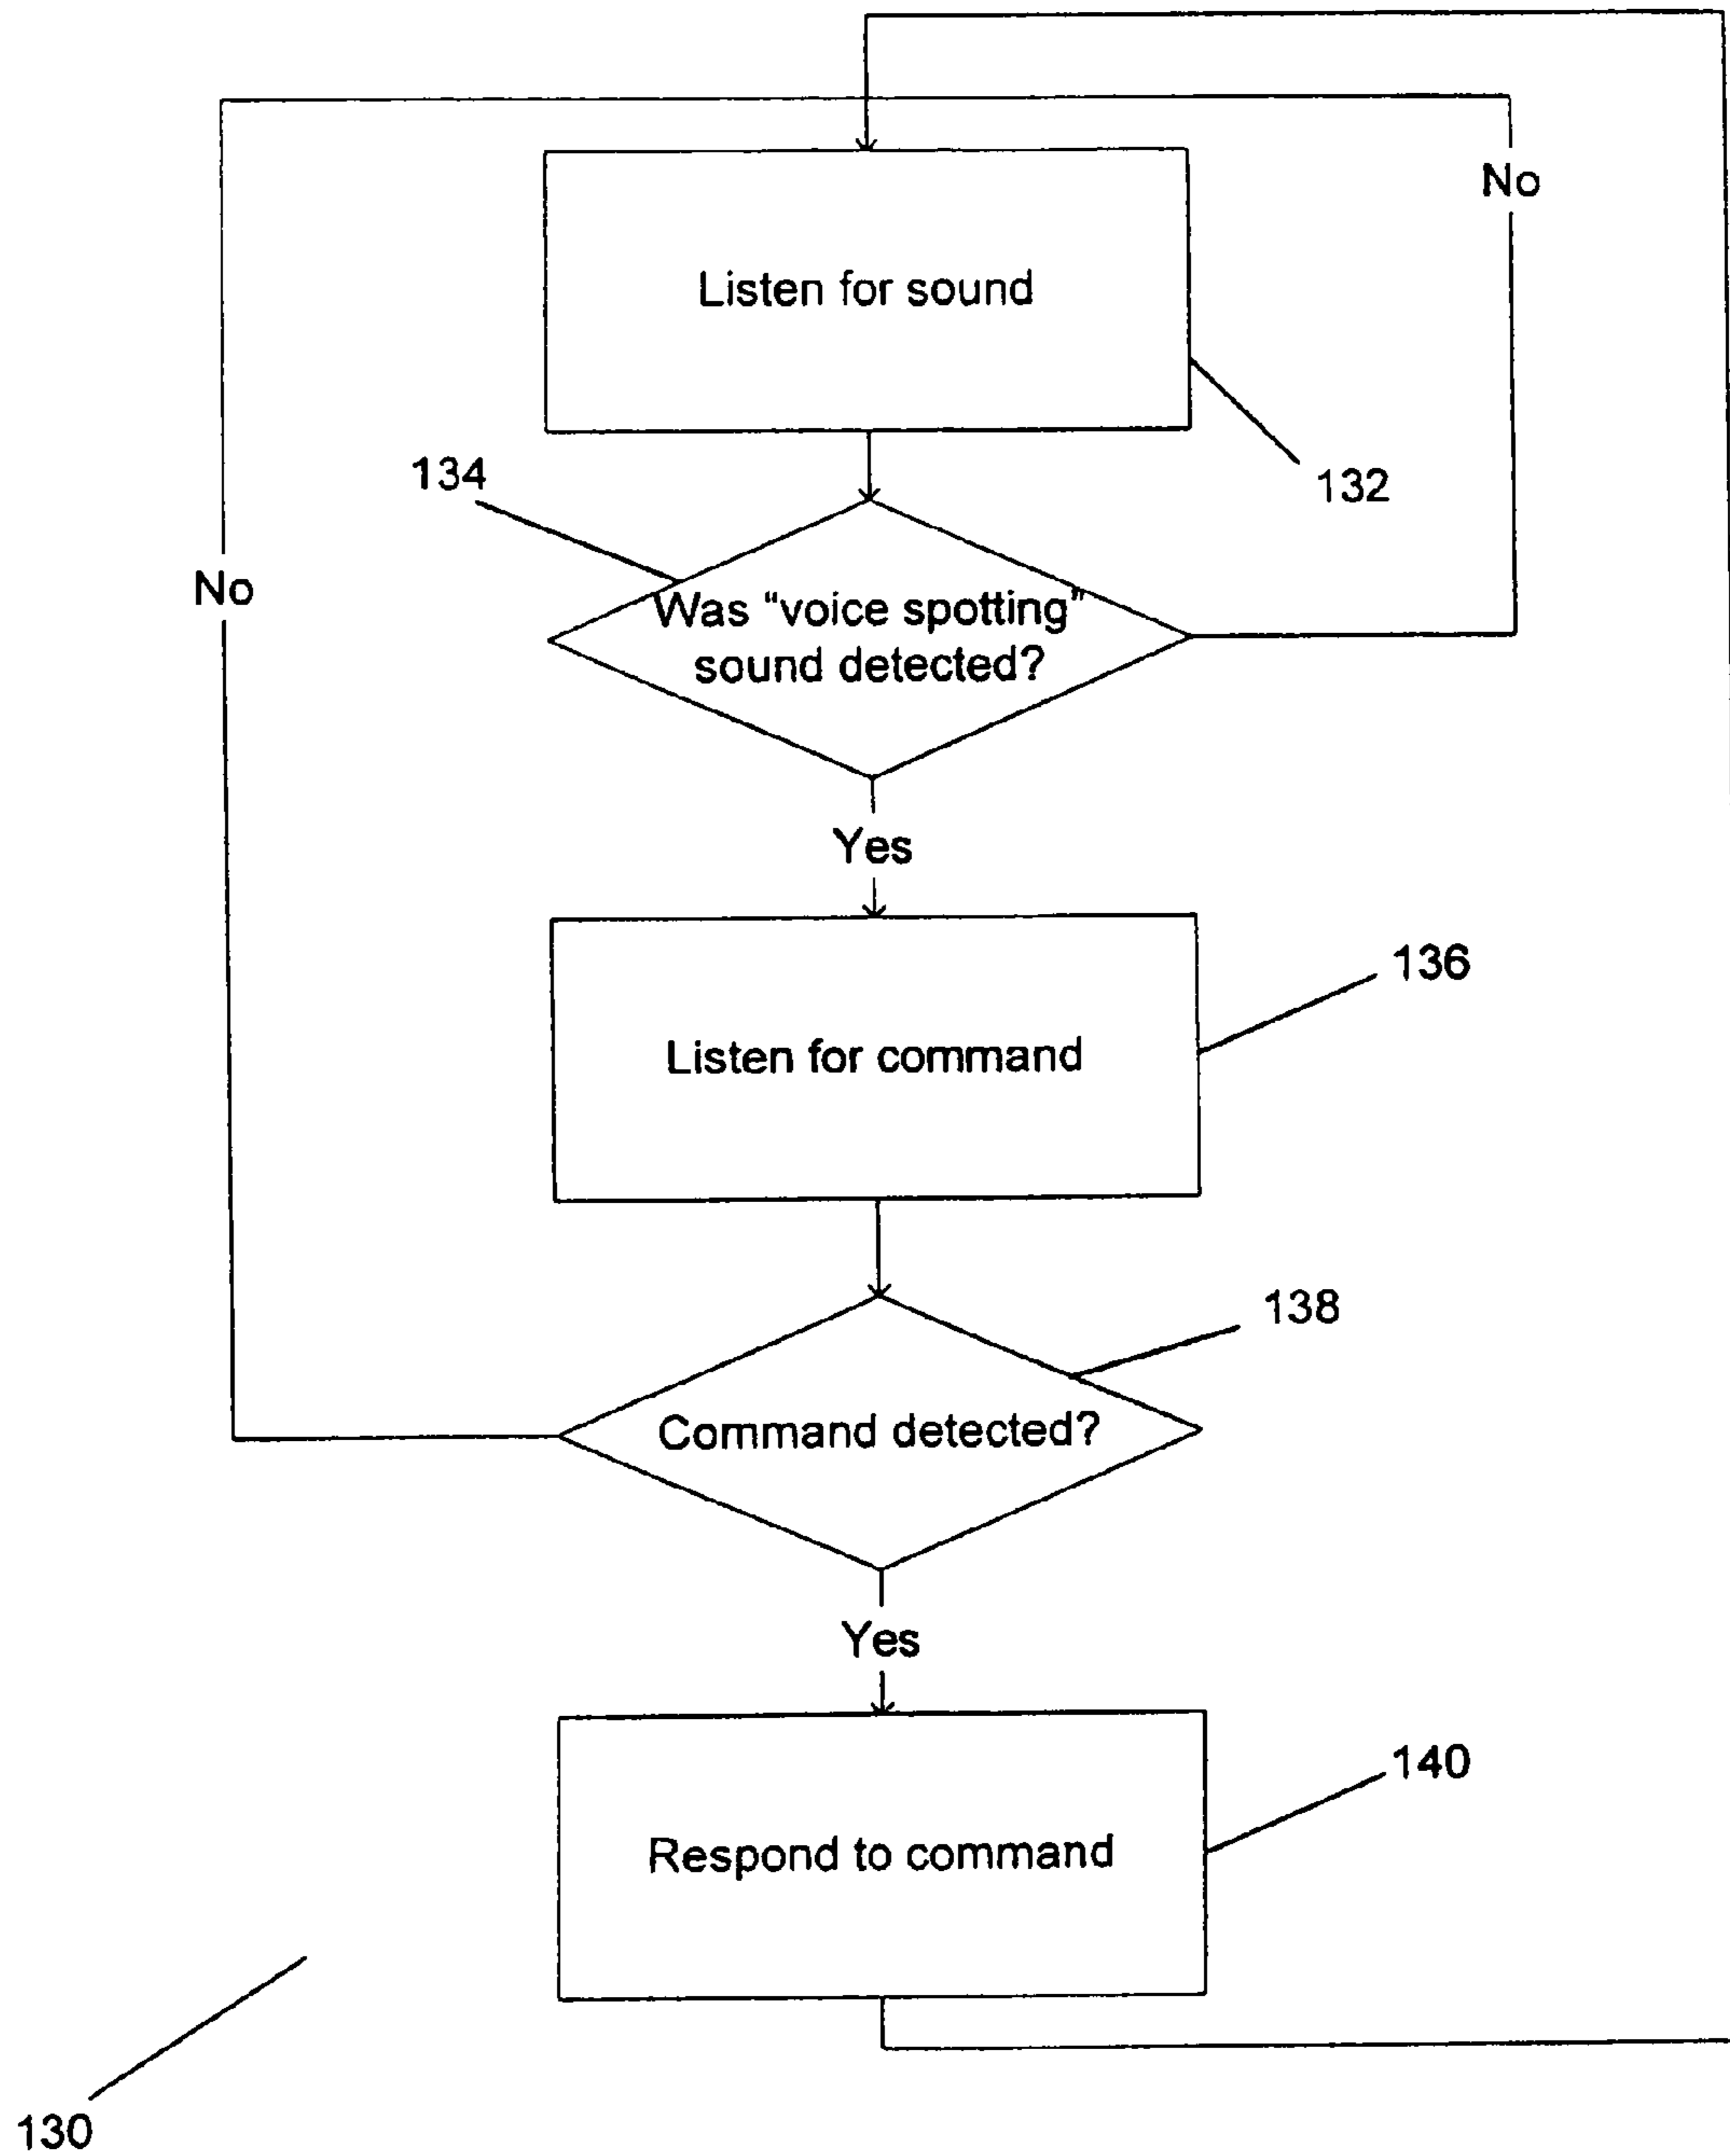 No
Listen for sound
134
132
No
Was “voice spotting”
sound detected?
Yes
136
Listen for command
138
Command detected?
Yes
140
Respond to command
130